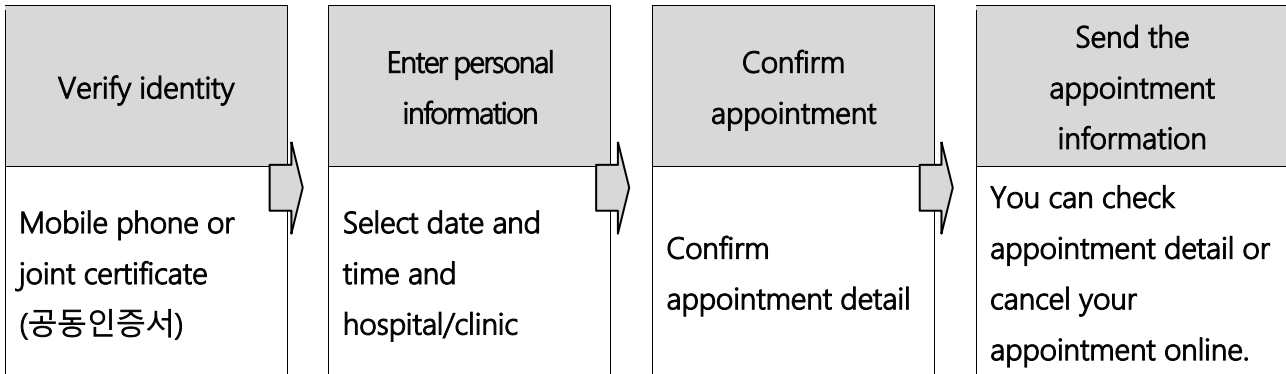 Verify identity
Mobile phone or
joint certificate
(공동인증서)
Enter personal
information
Select date and
time and
hospital/clinic
Confirm
appointment
Confirm
appointment detail
Send the
appointment
information
You can check
appointment detail or
cancel your
appointment online.